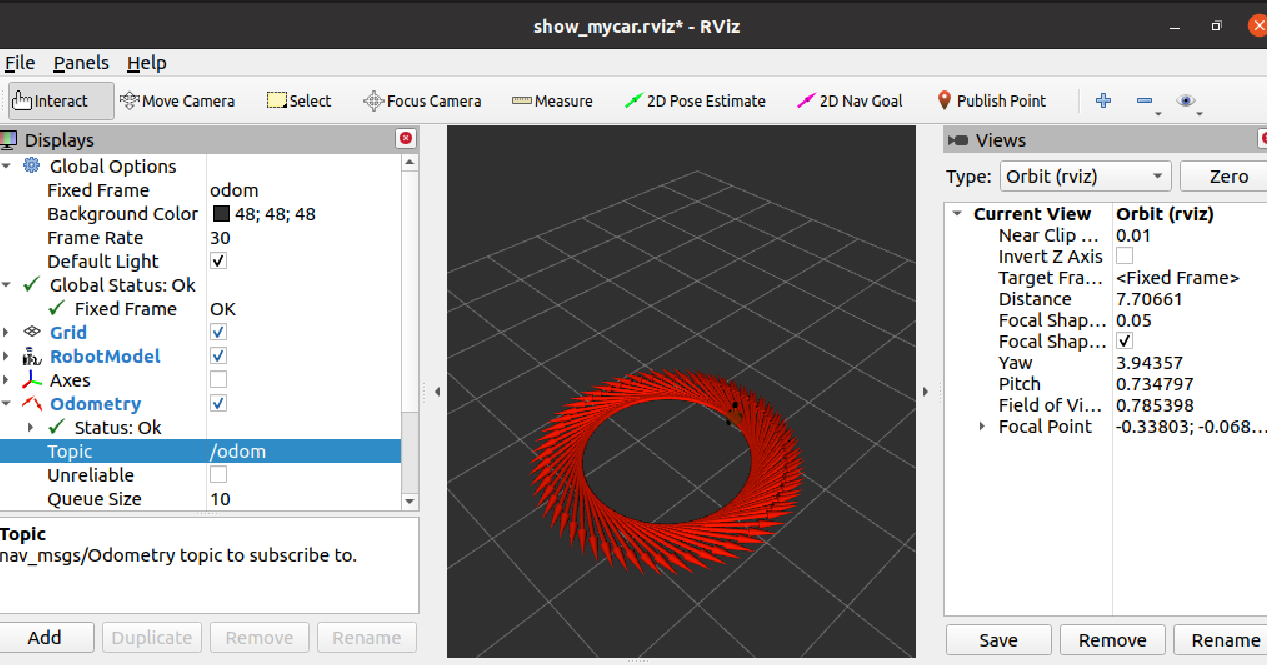 show_mycar.rviz* - RViz
File Panels Help
Interact Move Camera Select Focus Camera Measure 2D Pose Estimate 2D Nav Goal Publish Point
Displays
Global Options
Fixed Frame odom
Background Color 48; 48; 48
Frame Rate 30
Default Light
Global Status: Ok
Fixed Frame OK
Grid
RobotModel
Axes
Odometry
Status: Ok
Topic /odom
Unreliable
Queue Size 10
Topic
nav_msgs/Odometry topic to subscribe to.
Add Duplicate Remove Rename
Views
Type: Orbit (rviz) Zero
Current View Orbit (rviz)
Near Clip ... 0.01
Invert Z Axis
Target Fra... <Fixed Frame>
Distance 7.70661
Focal Shap... 0.05
Focal Shap...
Yaw 3.94357
Pitch 0.734797
Field of Vi... 0.785398
Focal Point -0.33803; -0.068...
Save Remove Rename